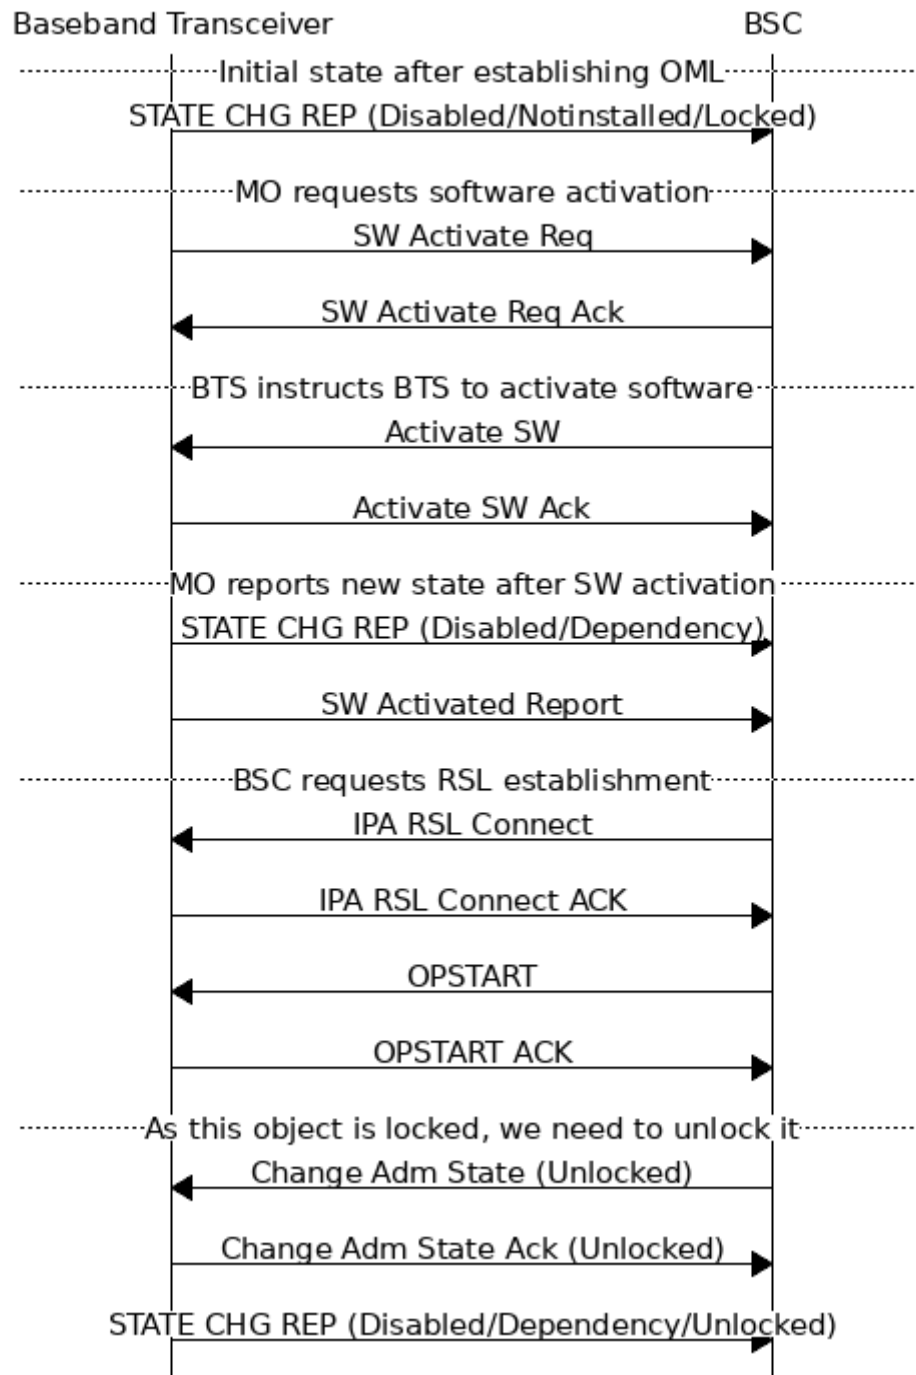 Baseband Transceiver BSC
Initial state after establishing OML
STATE CHG REP (Disabled/Notinstalled/Locked)
MO requests software activation
SW Activate Req
SW Activate Req Ack
BTS instructs BTS to activate software
Activate SW
Activate SW Ack
MO reports new state after SW activation
STATE CHG REP (Disabled/Dependency)
SW Activated Report
BSC requests RSL establishment
IPA RSL Connect
IPA RSL Connect ACK
OPSTART
OPSTART ACK
As this object is locked, we need to unlock it
Change Adm State (Unlocked)
Change Adm State Ack (Unlocked)
STATE CHG REP (Disabled/Dependency/Unlocked)